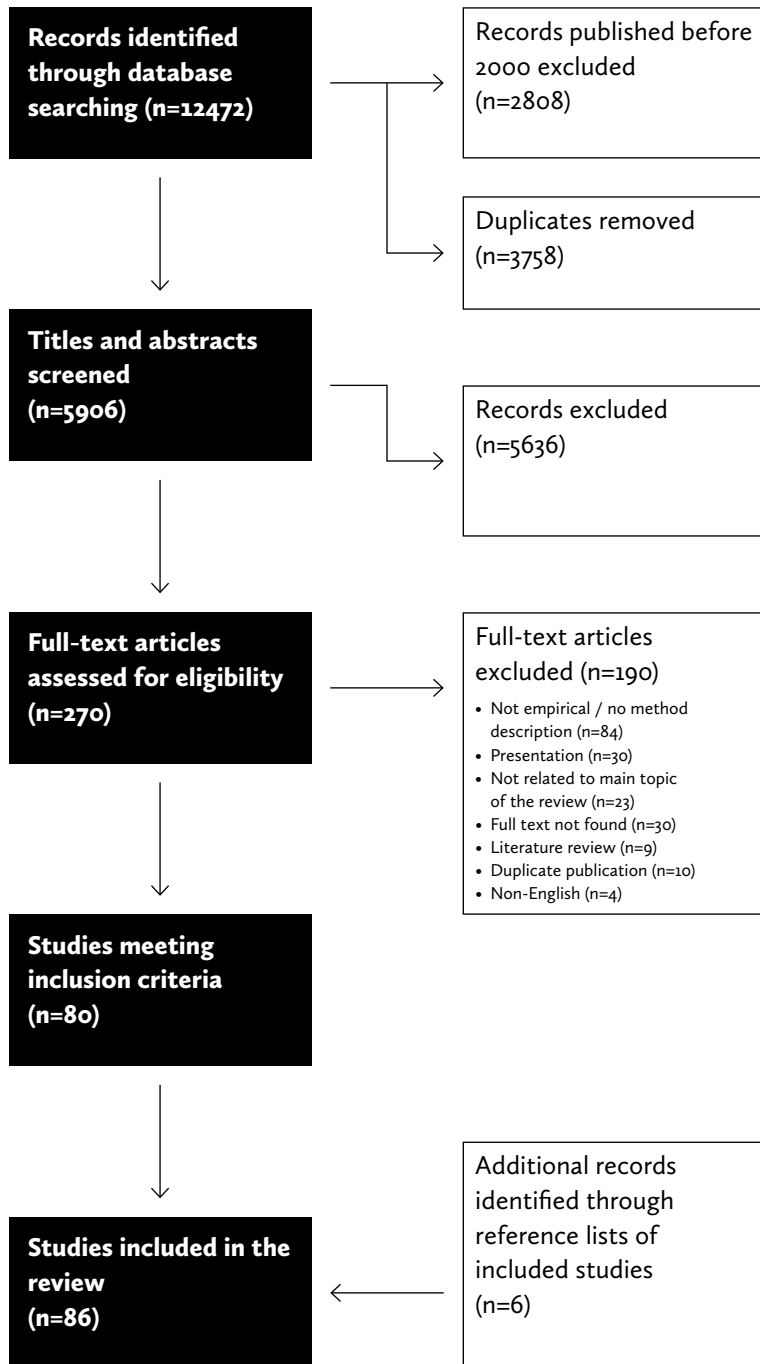 Records identified
through database
searching (n=12472)
Records published before
2000 excluded
(n=2808)
Duplicates removed
(n=3758)
Titles and abstracts
screened
(n=5906)
Records excluded
(n=5636)
Full-text articles
assessed for eligibility
(n=270)
Full-text articles
excluded (n=190)
• Not empirical / no method
description (n=84)
• Presentation (n=30)
• Not related to main topic
of the review (n=23)
• Full text not found (n=30)
• Literature review (n=9)
• Duplicate publication (n=10)
• Non-English (n=4)
Studies meeting
inclusion criteria
(n=80)
Additional records
identified through
reference lists of
included studies
(n=6)
Studies included in the
review
(n=86)